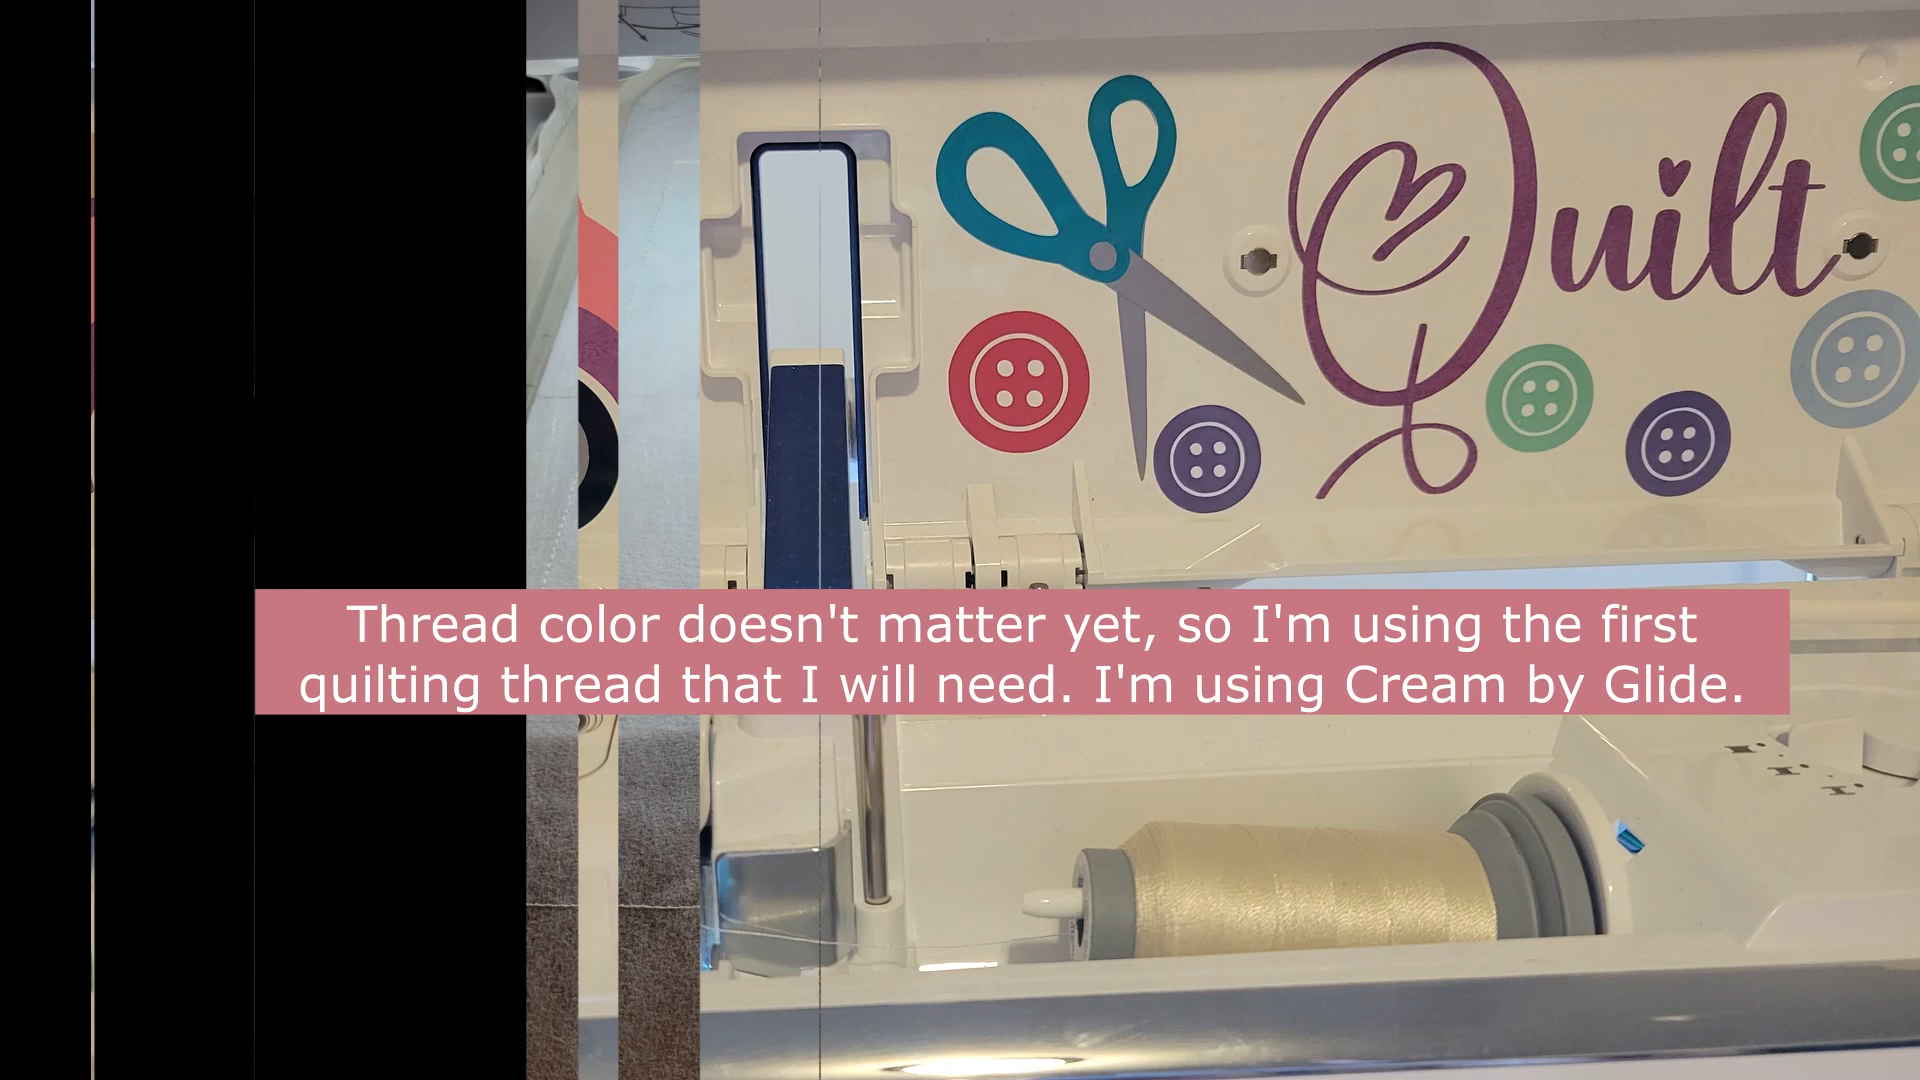 Quilt
Thread color doesn't matter yet, so I'm using the first
quilting thread that I will need. I'm using Cream by Glide.